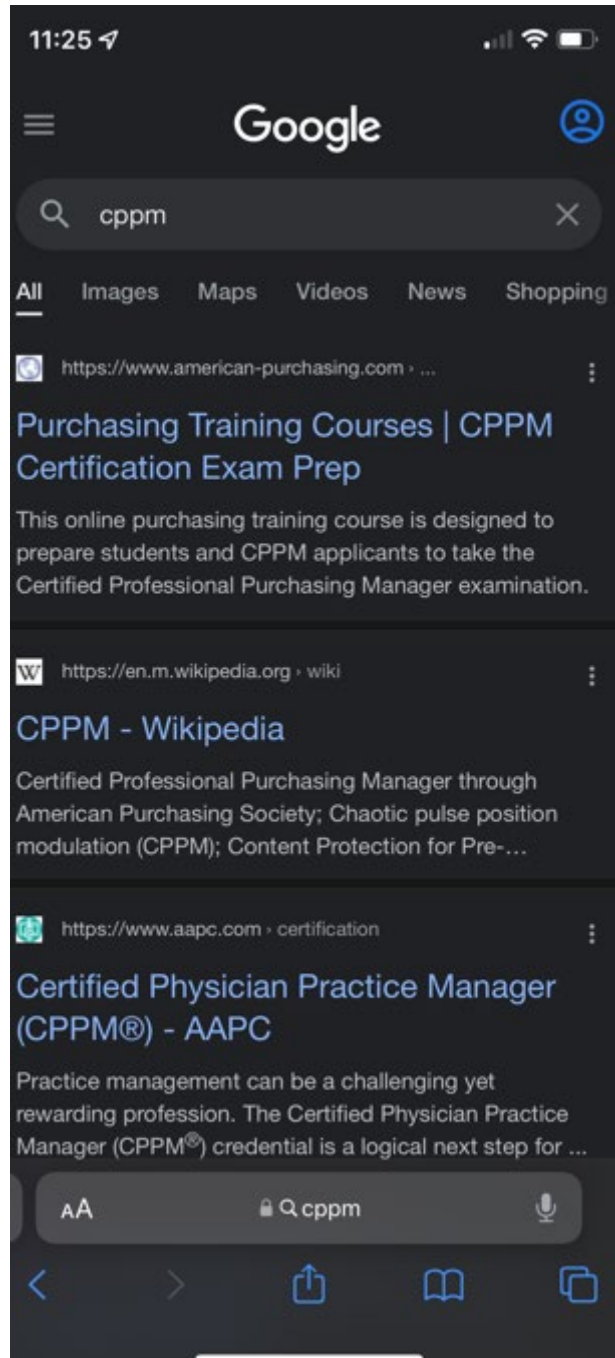 11:25
Google
cppm
All Images Maps Videos News Shopping
https://www.american-purchasing.com › ...
Purchasing Training Courses | CPPM
Certification Exam Prep
This online purchasing training course is designed to
prepare students and CPPM applicants to take the
Certified Professional Purchasing Manager examination.
W https://en.m.wikipedia.org › wiki
CPPM - Wikipedia
Certified Professional Purchasing Manager through
American Purchasing Society; Chaotic pulse position
modulation (CPPM); Content Protection for Pre-...
https://www.aapc.com › certification
Certified Physician Practice Manager
(CPPM®) - AAPC
Practice management can be a challenging yet
rewarding profession. The Certified Physician Practice
Manager (CPPM®) credential is a logical next step for ...
AA cppm